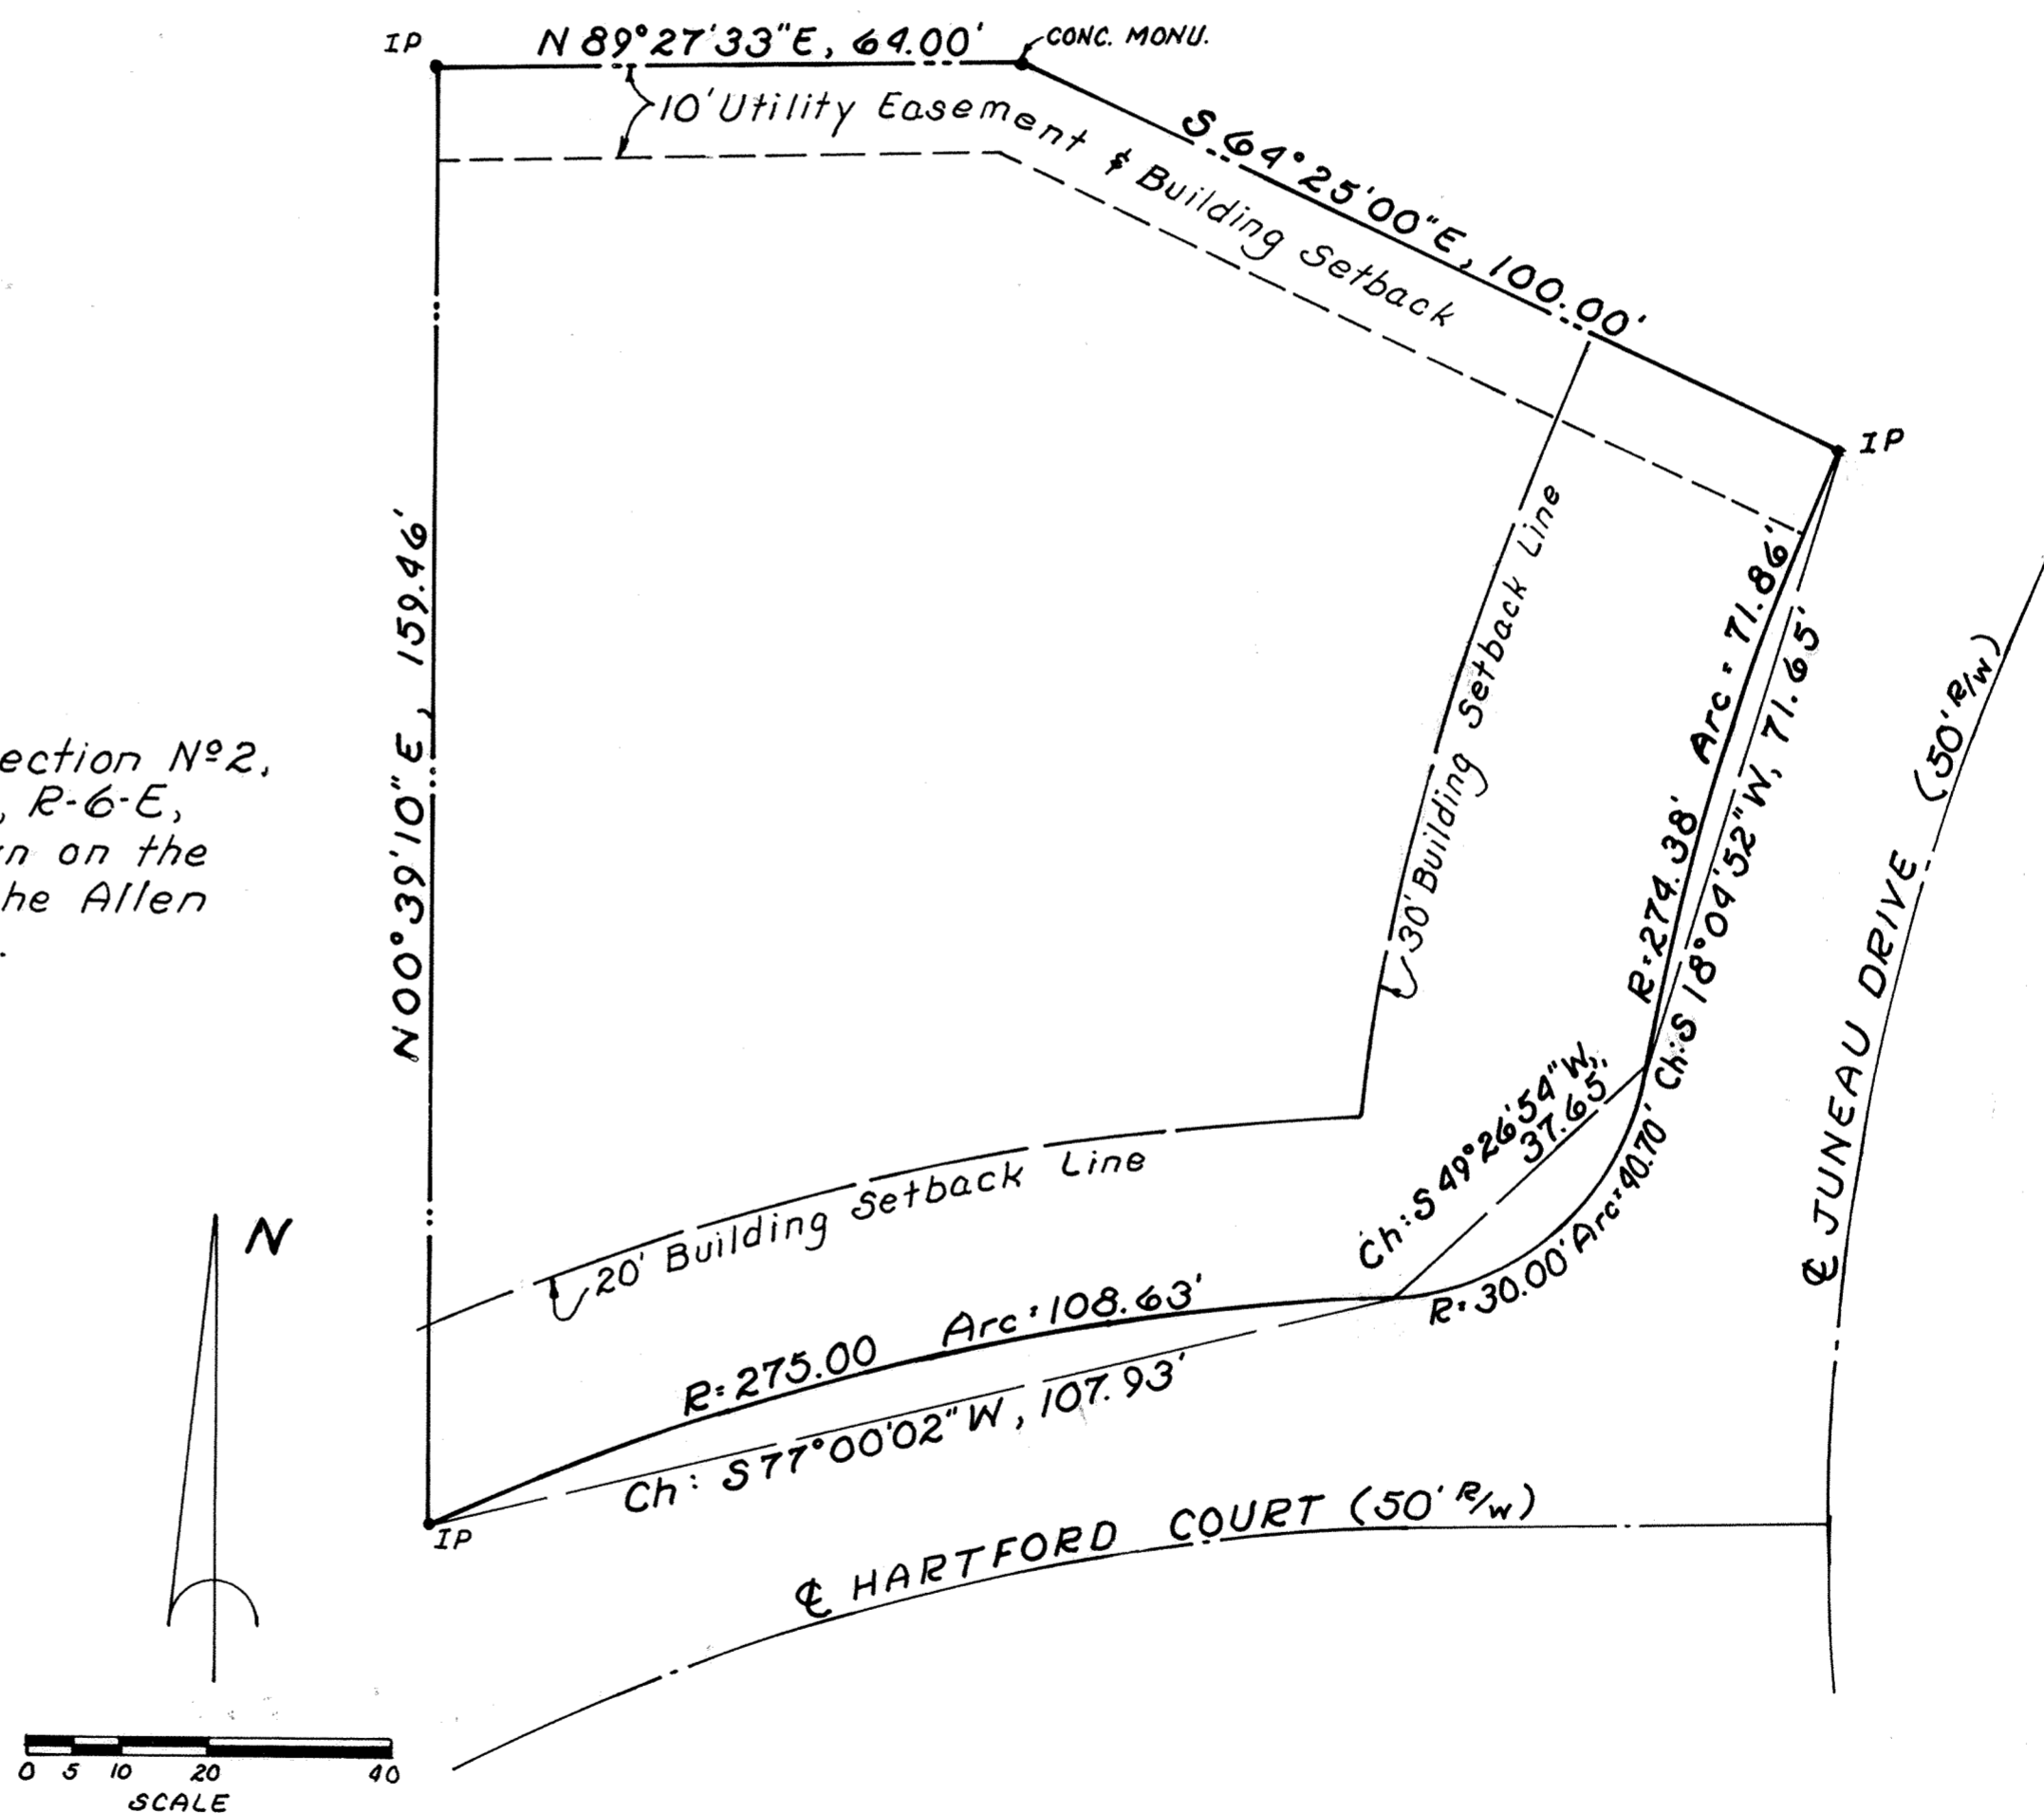 IP
N 89°27'33"E, 64.00'
CONC. MONU.
10' Utility Easement & Building Setback
S 64°25'00"E, 100.00'
IP
N 00°39'10"E, 159.46'
30' Building Setback Line
R=274.38' Arc=71.86'
Ch:S 18°04'52"W, 71.65'
℄ JUNEAU DRIVE (50' R/W)
ection Nº 2,
, R-6-E,
n on the
he Allen
.
Ch:S 49°26'54"W,
37.65'
R=30.00' Arc=40.70'
20' Building Setback Line
R=275.00 Arc=108.63'
Ch: S77°00'02"W, 107.93'
IP
℄ HARTFORD COURT (50' R/W)
N
0 5 10 20 40
SCALE